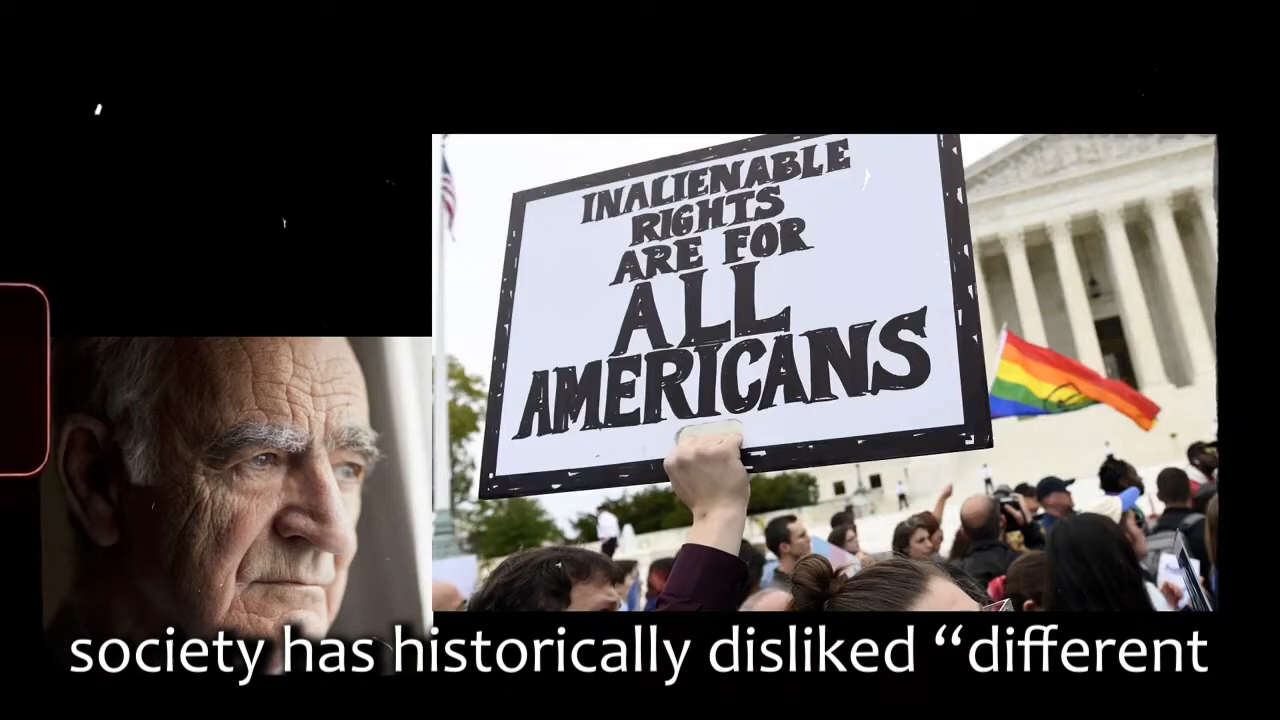 INALIENABLE
RIGHTS
ARE FOR
ALL
AMERICANS
society has historically disliked “different